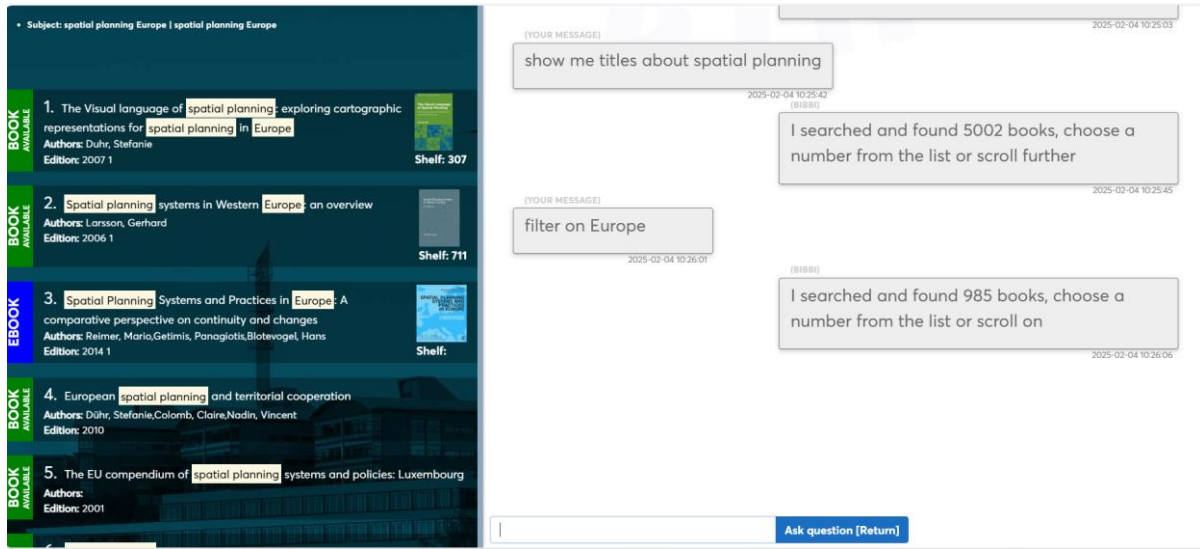 • Subject: spatial planning Europe | spatial planning Europe
BOOK
AVAILABLE
1. The Visual language of spatial planning: exploring cartographic
representations for spatial planning in Europe
Authors: Duhr, Stefanie
Edition: 2007 1
Shelf: 307
BOOK
AVAILABLE
2. Spatial planning systems in Western Europe: an overview
Authors: Larsson, Gerhard
Edition: 2006 1
Shelf: 711
EBOOK
3. Spatial Planning Systems and Practices in Europe: A
comparative perspective on continuity and changes
Authors: Reimer, Mario,Getimis, Panagiotis,Blotevogel, Hans
Edition: 2014 1
SPATIAL PLANNING
SYSTEMS AND
PRACTICES
IN EUROPE
Shelf:
BOOK
AVAILABLE
4. European spatial planning and territorial cooperation
Authors: Dühr, Stefanie,Colomb, Claire,Nadin, Vincent
Edition: 2010
BOOK
AVAILABLE
5. The EU compendium of spatial planning systems and policies: Luxembourg
Authors:
Edition: 2001
2025-02-04 10:25:03
(YOUR MESSAGE)
show me titles about spatial planning
2025-02-04 10:25:42
(BIBBI)
I searched and found 5002 books, choose a
number from the list or scroll further
2025-02-04 10:25:45
(YOUR MESSAGE)
filter on Europe
2025-02-04 10:26:01
(BIBBI)
I searched and found 985 books, choose a
number from the list or scroll on
2025-02-04 10:26:06
Ask question [Return]